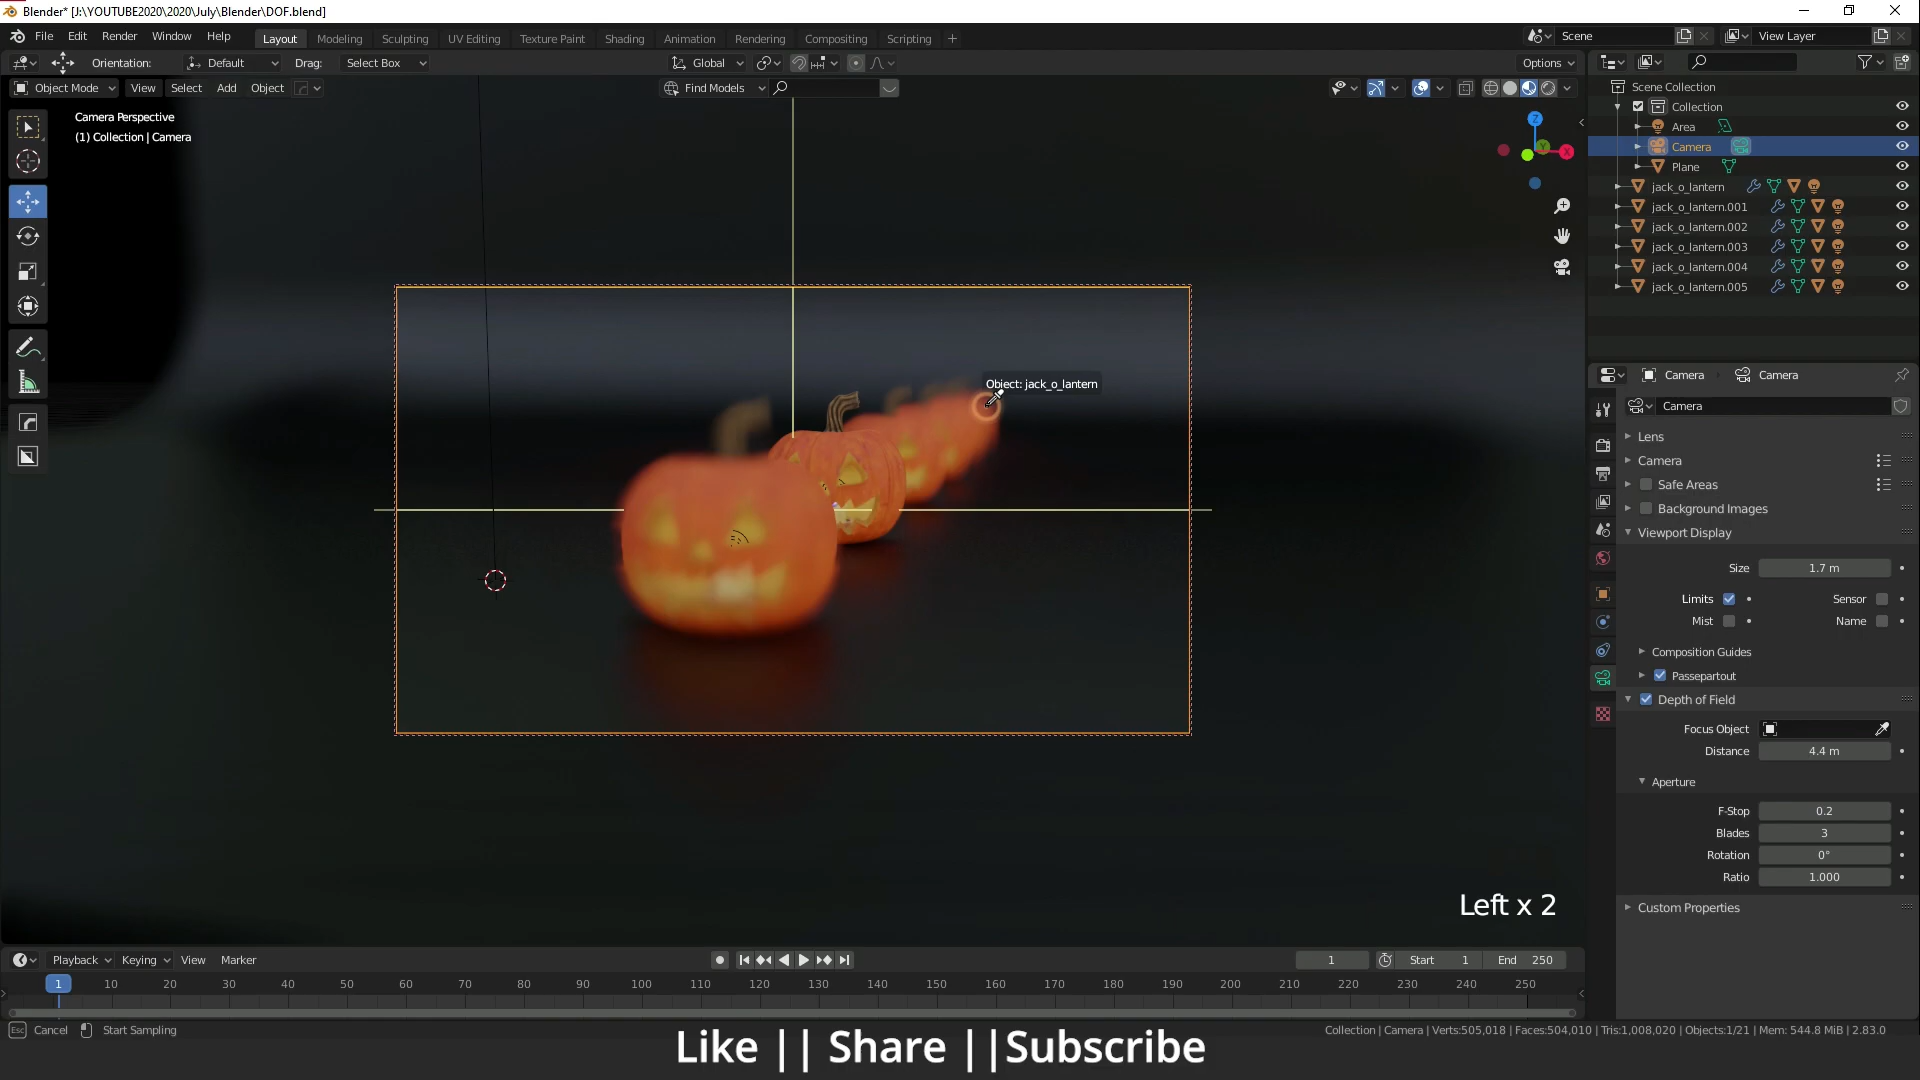 Blender* [J:\YOUTUBE2020\2020\July\Blender\DOF.blend]
File Edit Render Window Help
Layout Modeling Sculpting UV Editing Texture Paint Shading Animation Rendering Compositing Scripting +
Scene
View Layer
Orientation: Default Drag: Select Box
Global
Options
Object Mode View Select Add Object
Find Models
Camera Perspective
(1) Collection | Camera
Z
Y
X
Scene Collection
Collection
Area
Camera
Plane
jack_o_lantern
jack_o_lantern.001
jack_o_lantern.002
jack_o_lantern.003
jack_o_lantern.004
jack_o_lantern.005
Object: jack_o_lantern
Camera Camera
Camera
Lens
Camera
Safe Areas
Background Images
Viewport Display
Size 1.7 m
Limits Sensor
Mist Name
Composition Guides
Passepartout
Depth of Field
Focus Object
Distance 4.4 m
Aperture
F-Stop 0.2
Blades 3
Rotation 0°
Ratio 1.000
Custom Properties
Left x 2
Playback Keying View Marker
1 Start 1 End 250
1 10 20 30 40 50 60 70 80 90 100 110 120 130 140 150 160 170 180 190 200 210 220 230 240 250
Esc Cancel Start Sampling
Collection | Camera | Verts:505,018 | Faces:504,010 | Tris:1,008,020 | Objects:1/21 | Mem: 544.8 MiB | 2.83.0
Like || Share ||Subscribe